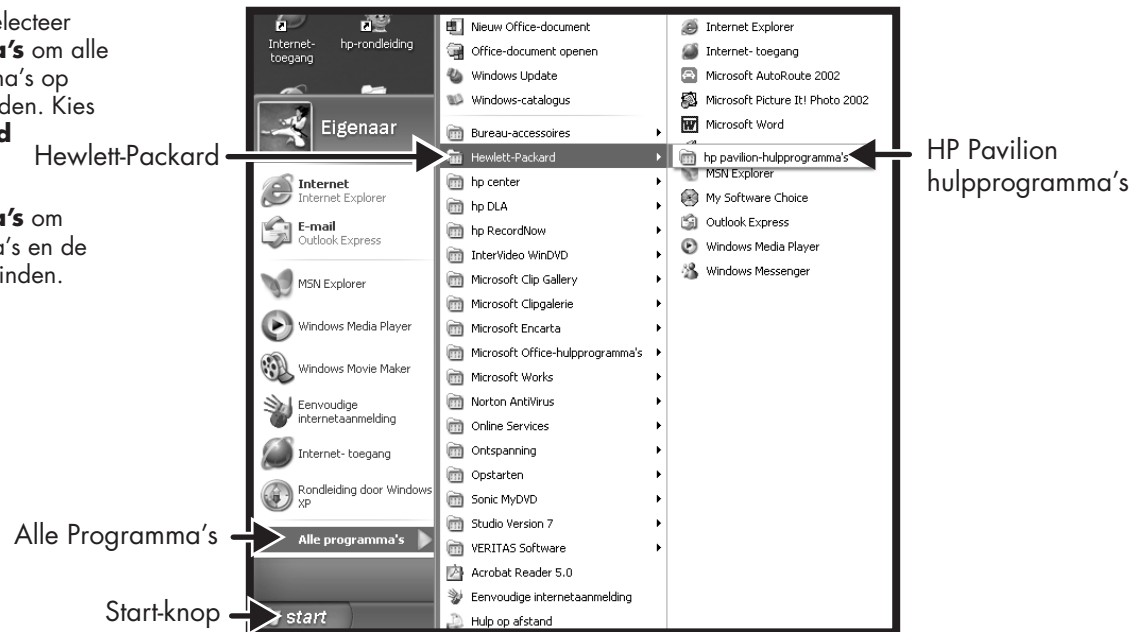 electeer
a's om alle
na's op
den. Kies
d
a's om
a's en de
inden.
Hewlett-Packard
Alle Programma's
Start-knop
Internet-
toegang
hp-rondleiding
Eigenaar
Internet
Internet Explorer
E-mail
Outlook Express
MSN Explorer
Windows Media Player
Windows Movie Maker
Eenvoudige
internetaanmelding
Internet- toegang
Rondleiding door Windows
XP
Alle programma's
start
Nieuw Office-document
Office-document openen
Windows Update
Windows-catalogus
Bureau-accessoires
Hewlett-Packard
hp center
hp DLA
hp RecordNow
InterVideo WinDVD
Microsoft Clip Gallery
Microsoft Clipgalerie
Microsoft Encarta
Microsoft Office-hulpprogramma's
Microsoft Works
Norton AntiVirus
Online Services
Ontspanning
Opstarten
Sonic MyDVD
Studio Version 7
VERITAS Software
Acrobat Reader 5.0
Eenvoudige internetaanmelding
Hulp op afstand
Internet Explorer
Internet- toegang
Microsoft AutoRoute 2002
Microsoft Picture It! Photo 2002
Microsoft Word
hp pavilion-hulpprogramma's
MSN Explorer
My Software Choice
Outlook Express
Windows Media Player
Windows Messenger
HP Pavilion
hulpprogramma's